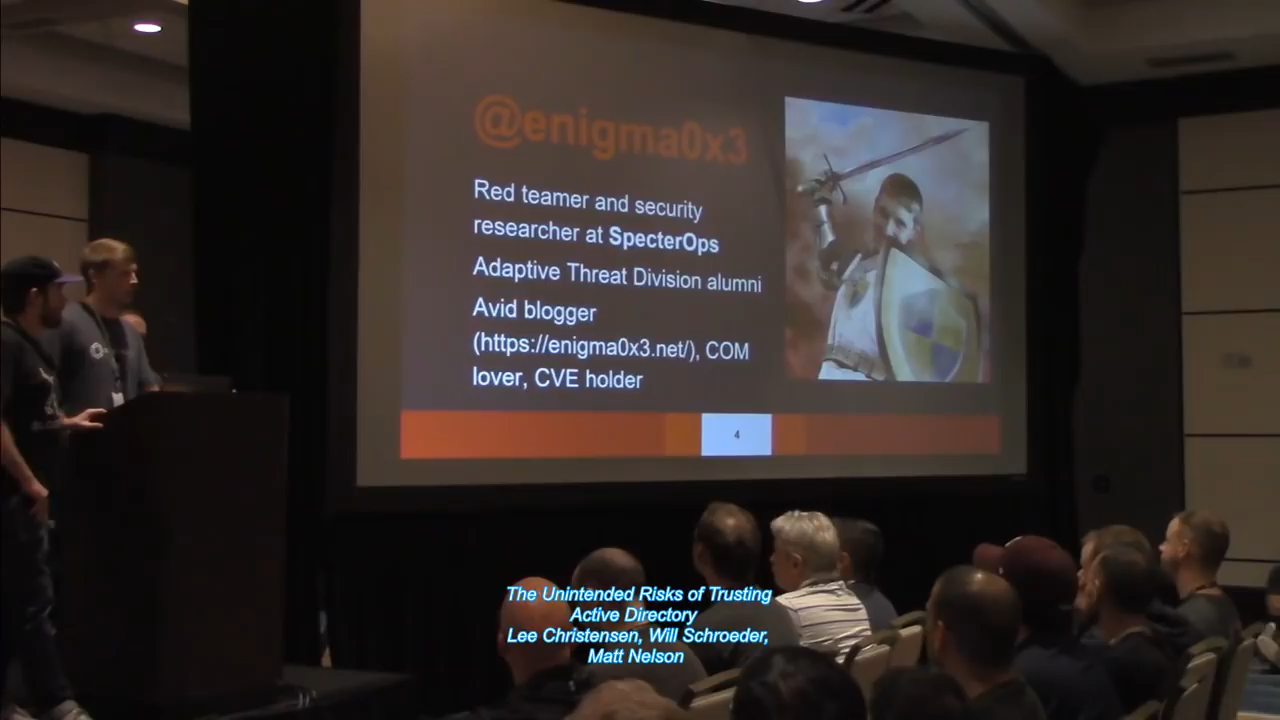 @enigma0x3
Red teamer and security
researcher at SpecterOps
Adaptive Threat Division alumni
Avid blogger
(https://enigma0x3.net/), COM
lover, CVE holder
4
The Unintended Risks of Trusting
Active Directory
Lee Christensen, Will Schroeder,
Matt Nelson